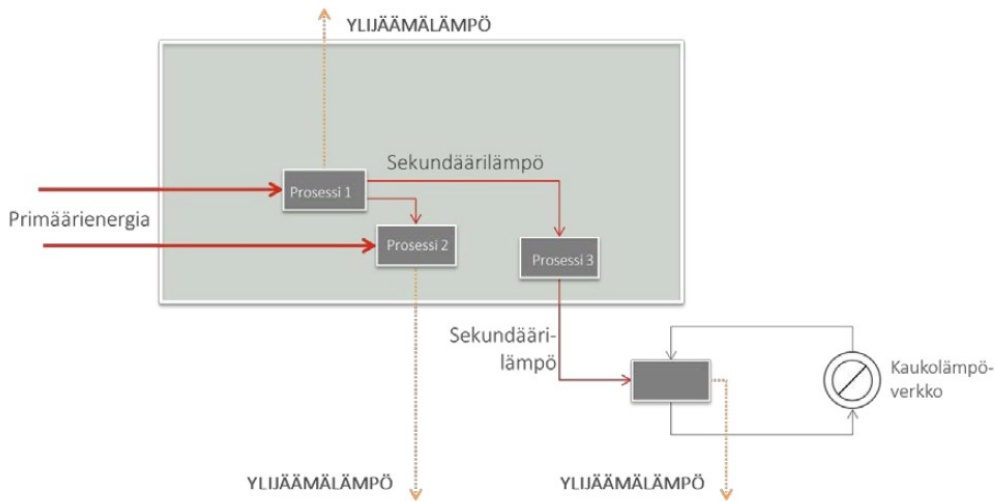 YLIJÄÄMÄLÄMPÖ
Sekundäärilämpö
Prosessi 1
Primäärienergia
Prosessi 2
Prosessi 3
Sekundääri-
lämpö
Kaukolämpö-
verkko
YLIJÄÄMÄLÄMPÖ
YLIJÄÄMÄLÄMPÖ